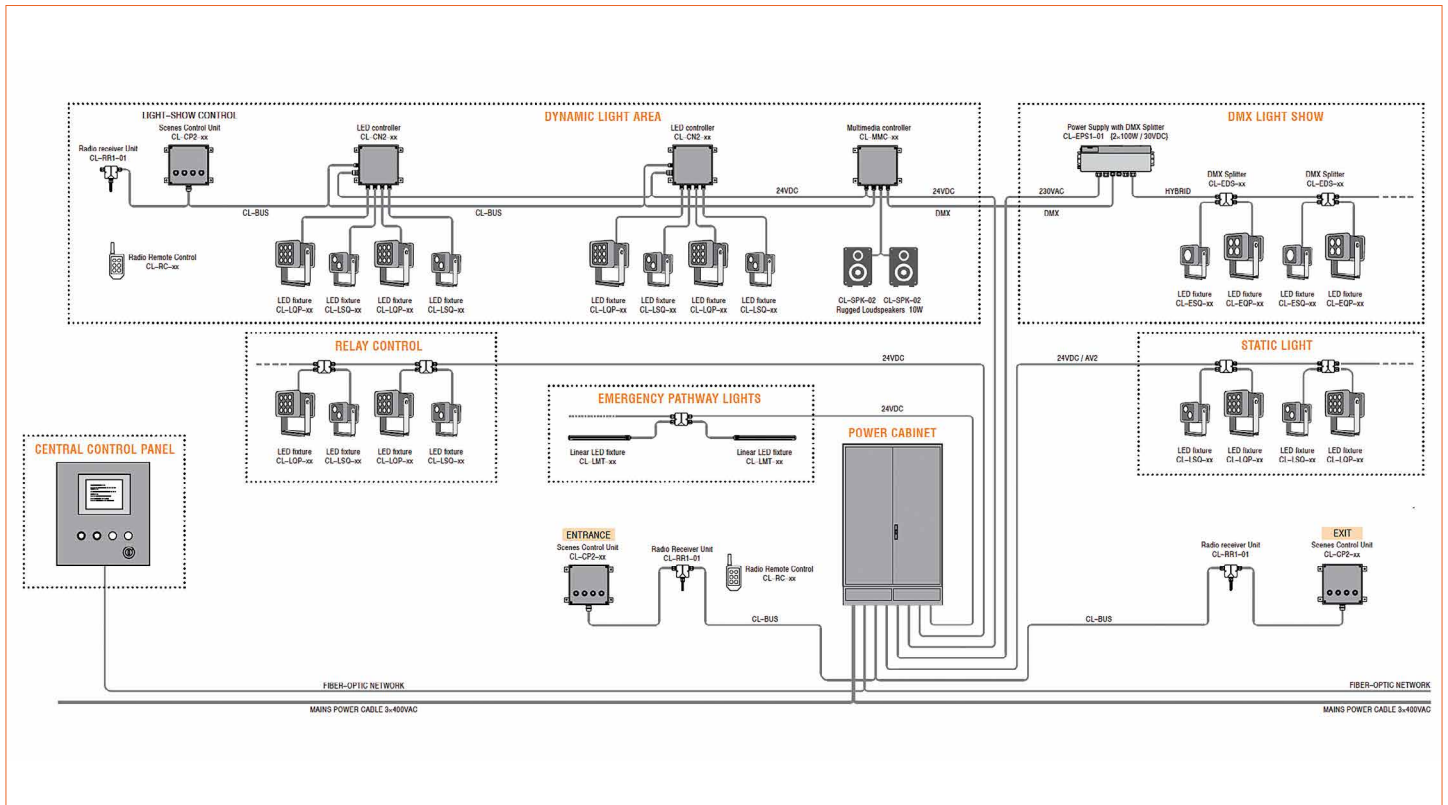 LIGHT-SHOW CONTROL
Scenes Control Unit
CL-CP2-xx
Radio receiver Unit
CL-RR1-01
DYNAMIC LIGHT AREA
LED controller
CL-CN2-xx
LED controller
CL-CN2-xx
Multimedia controller
CL-MMC-xx
24VDC
24VDC
CL-BUS
CL-BUS
DMX
Radio Remote Control
CL-RC-xx
LED fixture
CL-LQP-xx
LED fixture
CL-LSQ-xx
LED fixture
CL-LQP-xx
LED fixture
CL-LSQ-xx
LED fixture
CL-LQP-xx
LED fixture
CL-LSQ-xx
LED fixture
CL-LQP-xx
LED fixture
CL-LSQ-xx
CL-SPK-02 CL-SPK-02
Rugged Loudspeakers 10W
DMX LIGHT SHOW
Power Supply with DMX Splitter
CL-EPS1-01 (2×100W / 30VDC)
230VAC
DMX
HYBRID
DMX Splitter
CL-EDS-xx
DMX Splitter
CL-EDS-xx
LED fixture
CL-ESQ-xx
LED fixture
CL-EQP-xx
LED fixture
CL-ESQ-xx
LED fixture
CL-EQP-xx
RELAY CONTROL
24VDC
LED fixture
CL-LQP-xx
LED fixture
CL-LSQ-xx
LED fixture
CL-LQP-xx
LED fixture
CL-LSQ-xx
EMERGENCY PATHWAY LIGHTS
24VDC
Linear LED fixture
CL-LMT-xx
Linear LED fixture
CL-LMT-xx
STATIC LIGHT
24VDC / AV2
LED fixture
CL-LSQ-xx
LED fixture
CL-LQP-xx
LED fixture
CL-LSQ-xx
LED fixture
CL-LQP-xx
CENTRAL CONTROL PANEL
POWER CABINET
ENTRANCE
Scenes Control Unit
CL-CP2-xx
Radio Receiver Unit
CL-RR1-01
Radio Remote Control
CL-RC-xx
CL-BUS
EXIT
Scenes Control Unit
CL-CP2-xx
Radio receiver Unit
CL-RR1-01
CL-BUS
FIBER-OPTIC NETWORK
FIBER-OPTIC NETWORK
MAINS POWER CABLE 3×400VAC
MAINS POWER CABLE 3×400VAC